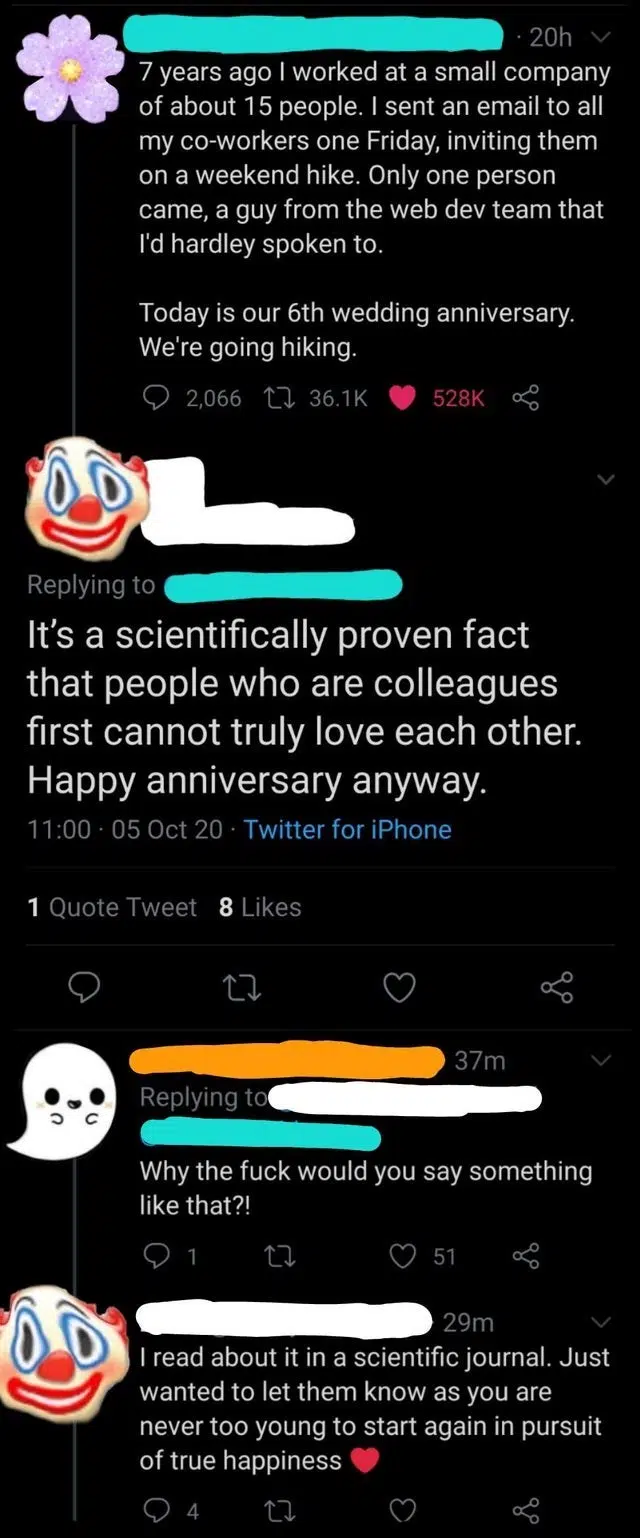 · 20h
7 years ago I worked at a small company
of about 15 people. I sent an email to all
my co-workers one Friday, inviting them
on a weekend hike. Only one person
came, a guy from the web dev team that
I'd hardley spoken to.
Today is our 6th wedding anniversary.
We're going hiking.
2,066 36.1K 528K
Replying to
It's a scientifically proven fact
that people who are colleagues
first cannot truly love each other.
Happy anniversary anyway.
11:00 · 05 Oct 20 · Twitter for iPhone
1 Quote Tweet 8 Likes
37m
Replying to
Why the fuck would you say something
like that?!
1 51
29m
I read about it in a scientific journal. Just
wanted to let them know as you are
never too young to start again in pursuit
of true happiness ❤
4